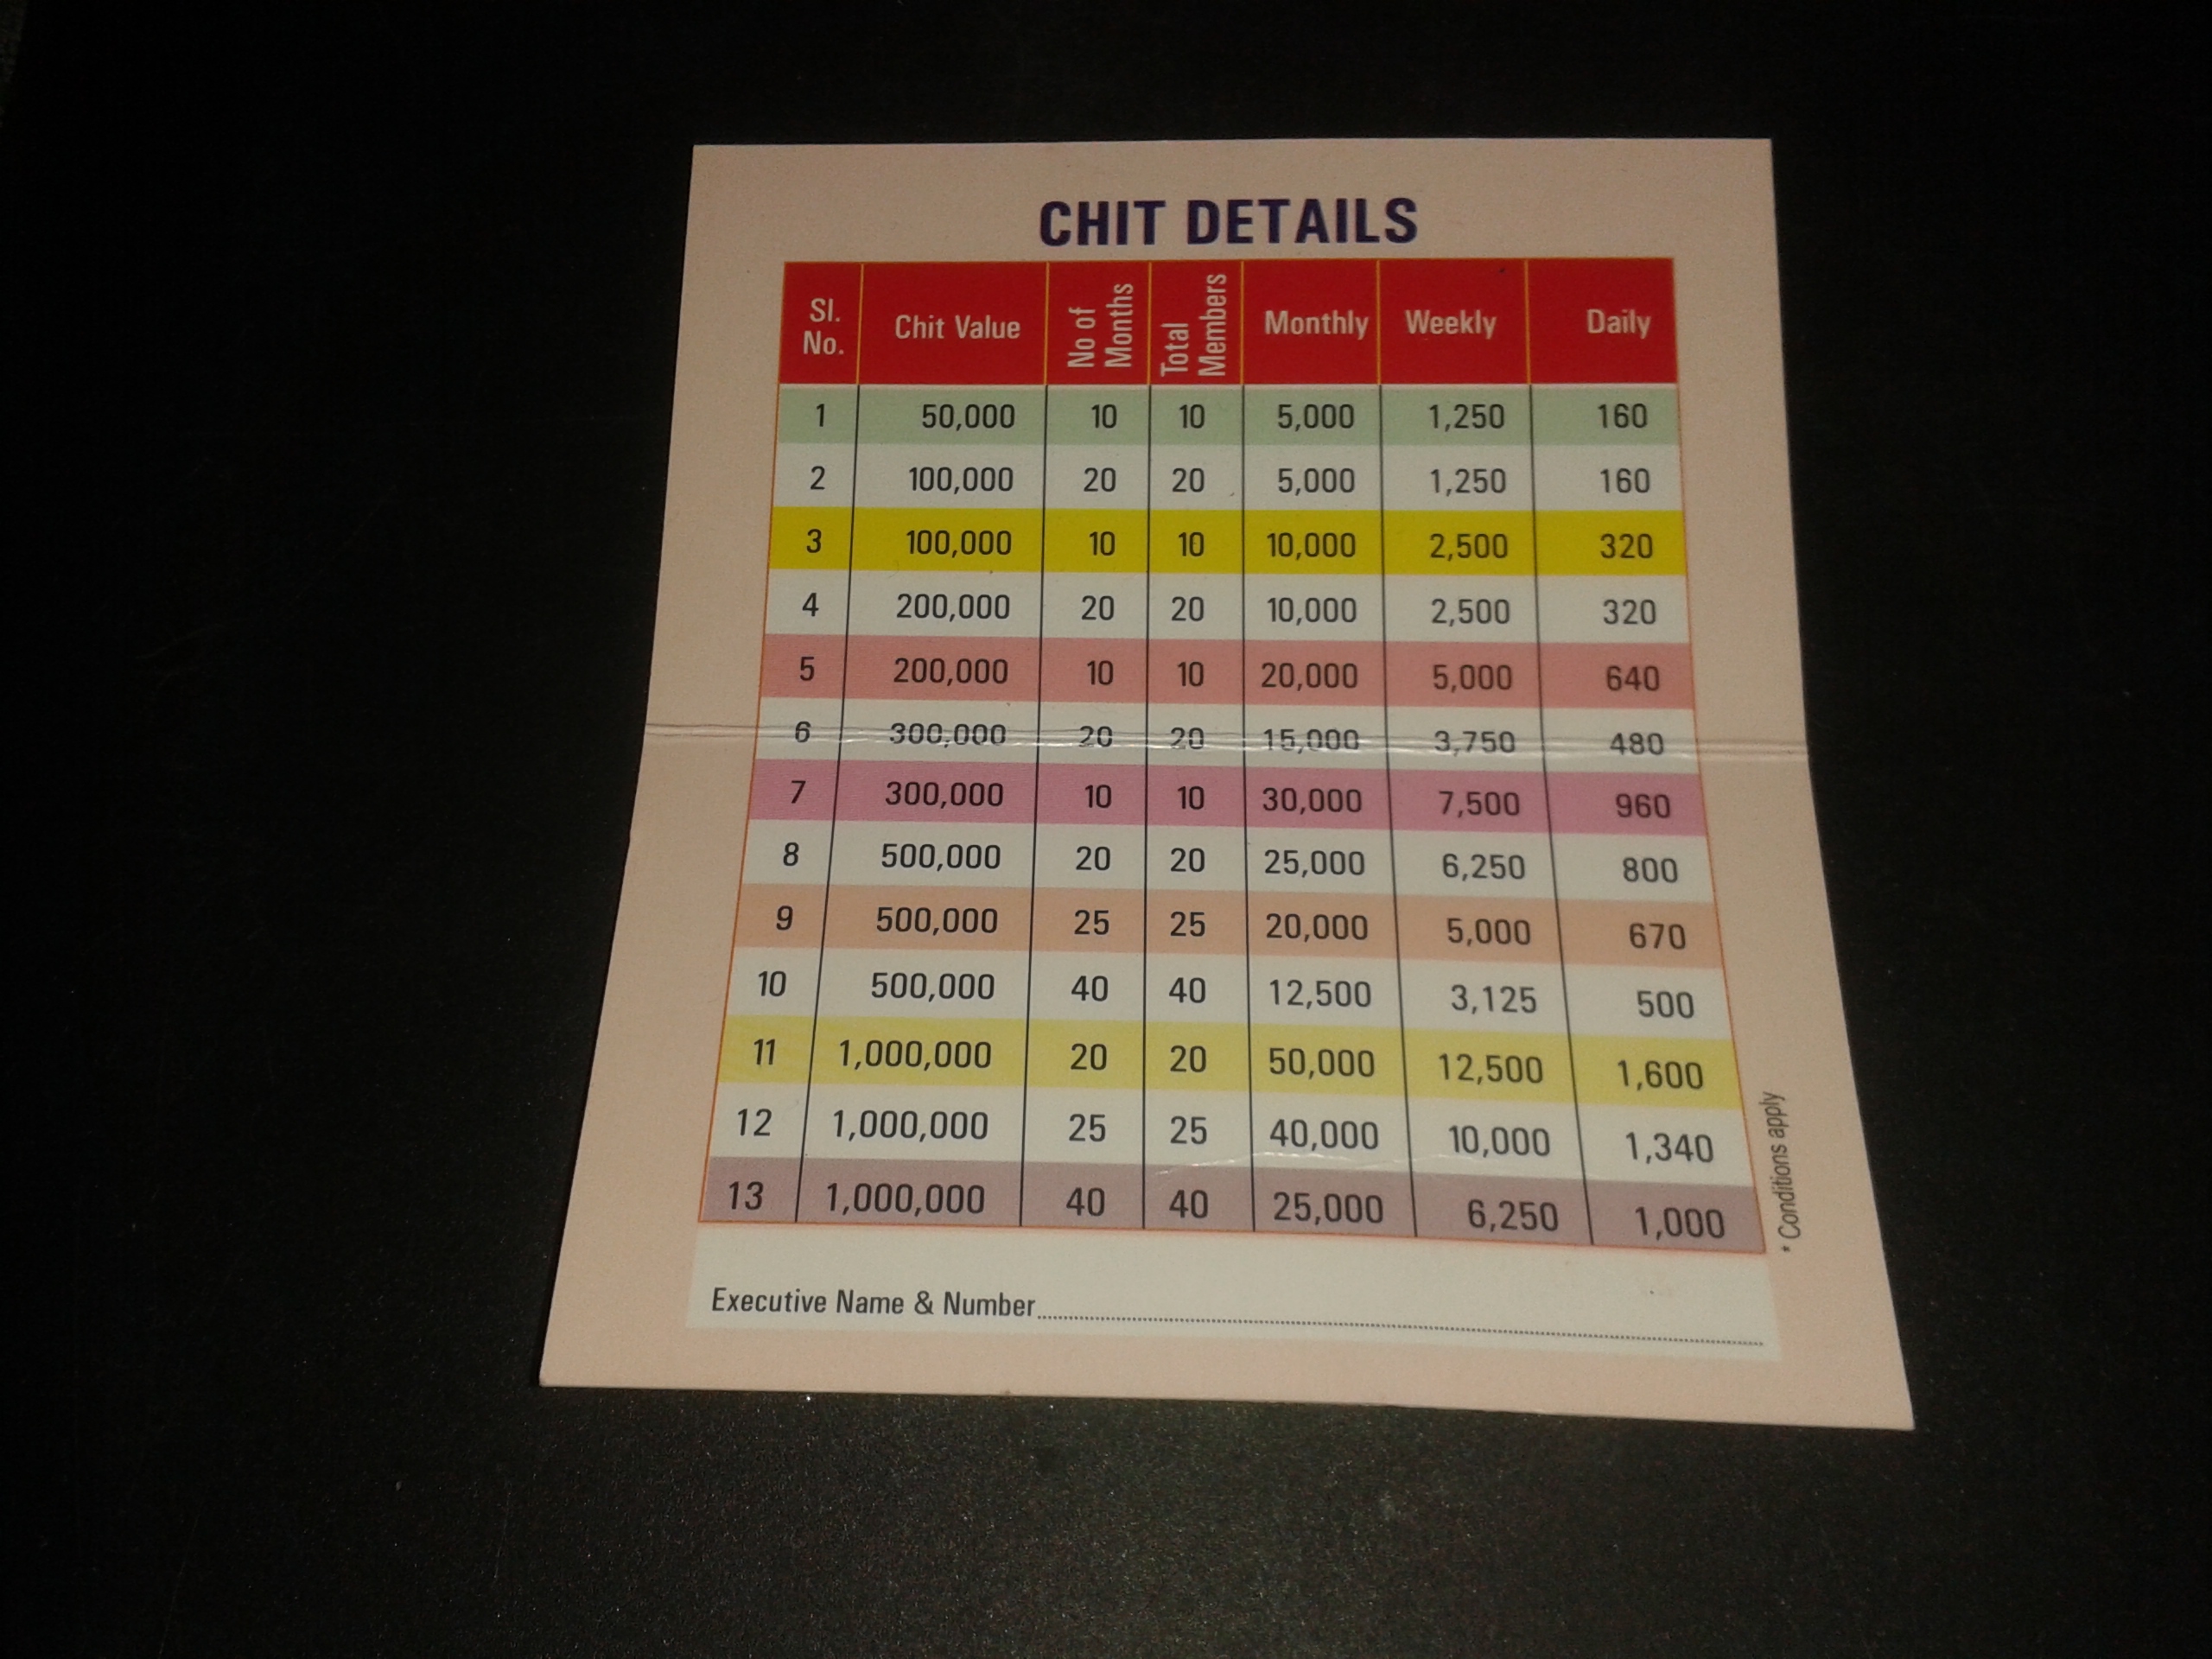 CHIT DETAILS
Sl. No. Chit Value No of Months Total Members Monthly Weekly Daily
1 50,000 10 10 5,000 1,250 160
2 100,000 20 20 5,000 1,250 160
3 100,000 10 10 10,000 2,500 320
4 200,000 20 20 10,000 2,500 320
5 200,000 10 10 20,000 5,000 640
6 300,000 20 20 15,000 3,750 480
7 300,000 10 10 30,000 7,500 960
8 500,000 20 20 25,000 6,250 800
9 500,000 25 25 20,000 5,000 670
10 500,000 40 40 12,500 3,125 500
11 1,000,000 20 20 50,000 12,500 1,600
12 1,000,000 25 25 40,000 10,000 1,340
13 1,000,000 40 40 25,000 6,250 1,000
* Conditions apply
Executive Name & Number